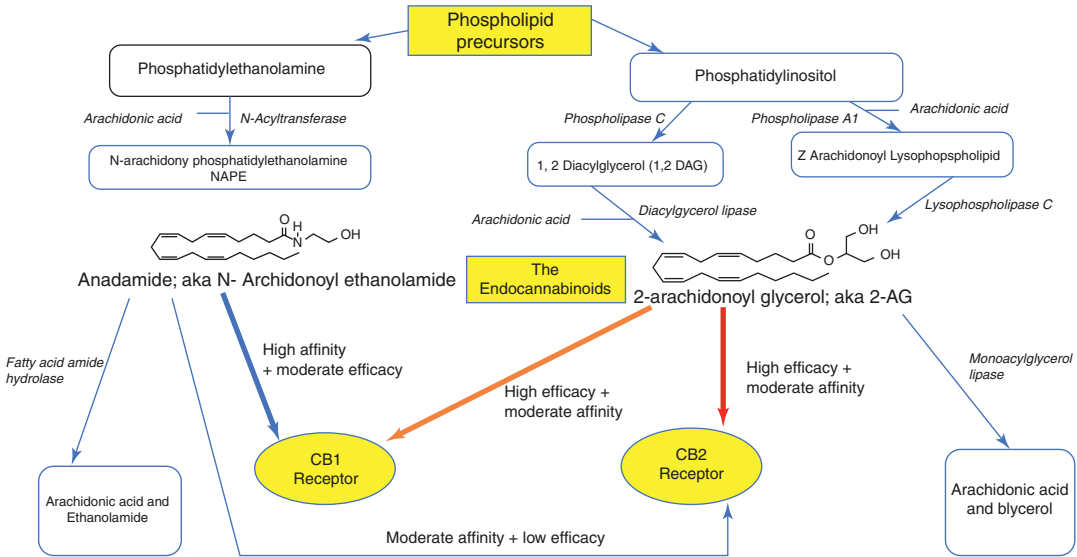 Phospholipid
precursors
Phosphatidylethanolamine
Phosphatidylinositol
Arachidonic acid
N-Acyltransferase
Phospholipase C
Phospholipase A1
Arachidonic acid
N-arachidony phosphatidylethanolamine
NAPE
1, 2 Diacylglycerol (1,2 DAG)
Z Arachidonoyl Lysophopspholipid
Arachidonic acid
Diacylgycerol lipase
Lysophospholipase C
O
H
N
OH
O
O
OH
OH
Anadamide; aka N- Archidonoyl ethanolamide
The
Endocannabinoids
2-arachidonoyl glycerol; aka 2-AG
Fatty acid amide
hydrolase
High affinity
+ moderate efficacy
High efficacy +
moderate affinity
High efficacy +
moderate affinity
Monoacylglycerol
lipase
CB1
Receptor
CB2
Receptor
Arachidonic acid and
Ethanolamide
Arachidonic acid
and blycerol
Moderate affinity + low efficacy